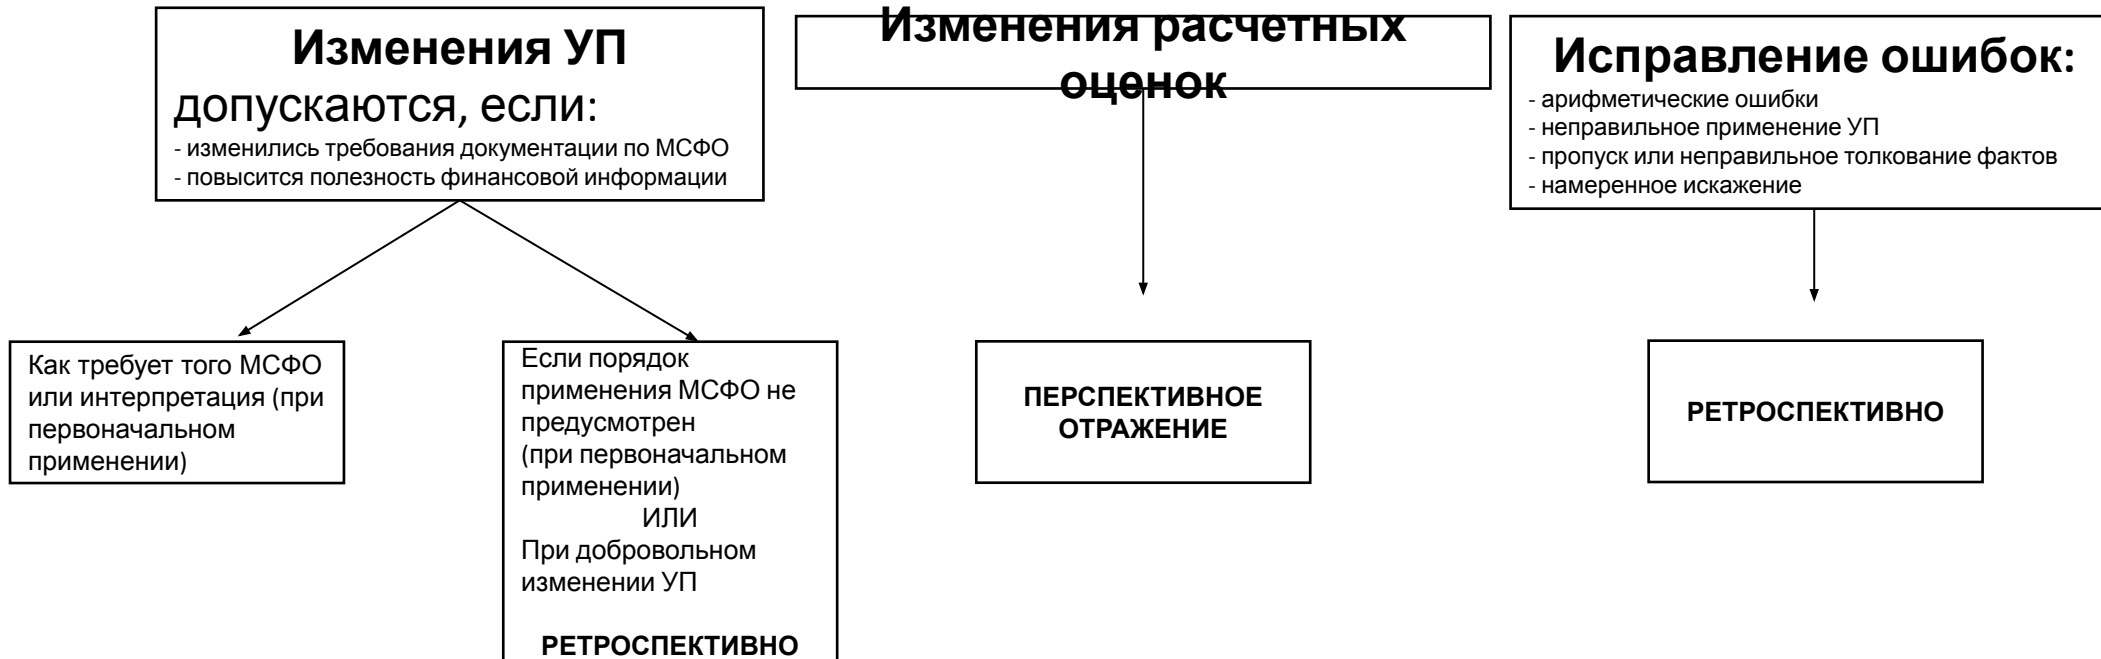 Изменения УП
допускаются, если:
- изменились требования документации по МСФО
- повысится полезность финансовой информации
Изменения расчетных
оценок
Исправление ошибок:
- арифметические ошибки
- неправильное применение УП
- пропуск или неправильное толкование фактов
- намеренное искажение
Как требует того МСФО
или интерпретация (при
первоначальном
применении)
Если порядок
применения МСФО не
предусмотрен
(при первоначальном
применении)
ИЛИ
При добровольном
изменении УП
РЕТРОСПЕКТИВНО
ПЕРСПЕКТИВНОЕ
ОТРАЖЕНИЕ
РЕТРОСПЕКТИВНО